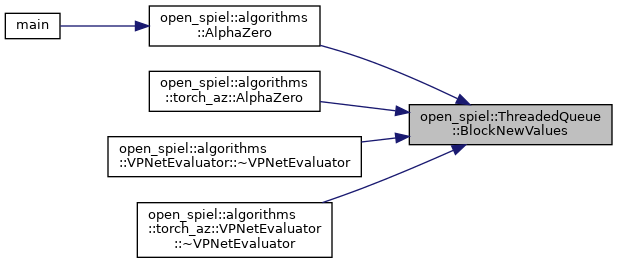 main
open_spiel::algorithms
::AlphaZero
open_spiel::algorithms
::torch_az::AlphaZero
open_spiel::algorithms
::VPNetEvaluator::~VPNetEvaluator
open_spiel::algorithms
::torch_az::VPNetEvaluator
::~VPNetEvaluator
open_spiel::ThreadedQueue
::BlockNewValues